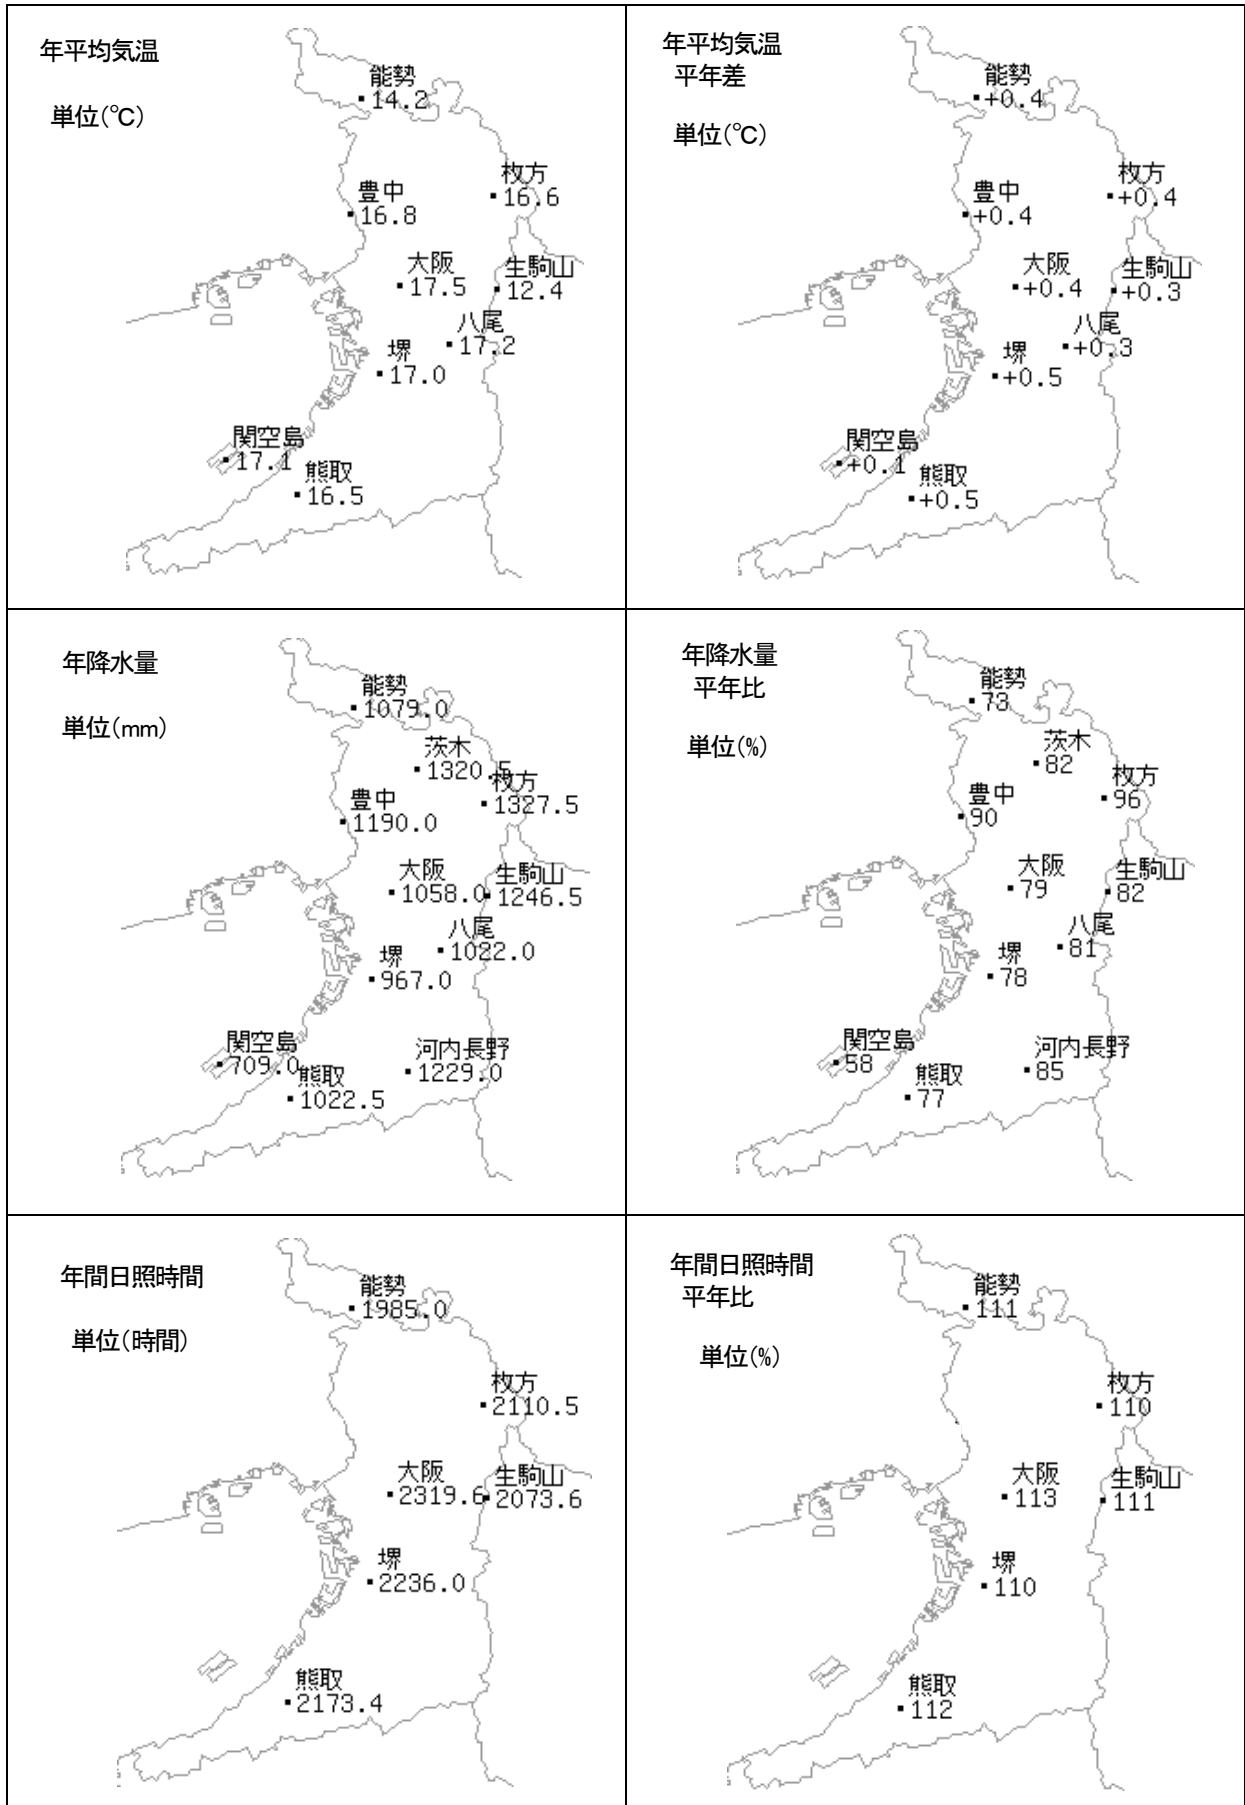 年平均気温
単位(℃)
能勢
14.2
枚方
16.6
豊中
16.8
大阪
17.5
生駒山
12.4
八尾
17.2
堺
17.0
関空島
17.1
熊取
16.5
年平均気温
平年差
単位(℃)
能勢
+0.4
枚方
+0.4
豊中
+0.4
大阪
+0.4
生駒山
+0.3
八尾
+0.3
堺
+0.5
関空島
+0.1
熊取
+0.5
年降水量
単位(mm)
能勢
1079.0
茨木
1320.5
枚方
1327.5
豊中
1190.0
大阪
1058.0
生駒山
1246.5
八尾
1022.0
堺
967.0
関空島
709.0
河内長野
1229.0
熊取
1022.5
年降水量
平年比
単位(%)
能勢
73
茨木
82
枚方
96
豊中
90
大阪
79
生駒山
82
八尾
81
堺
78
関空島
58
河内長野
85
熊取
77
年間日照時間
単位(時間)
能勢
1985.0
枚方
2110.5
大阪
2319.6
生駒山
2073.6
堺
2236.0
熊取
2173.4
年間日照時間
平年比
単位(%)
能勢
111
枚方
110
大阪
113
生駒山
111
堺
110
熊取
112